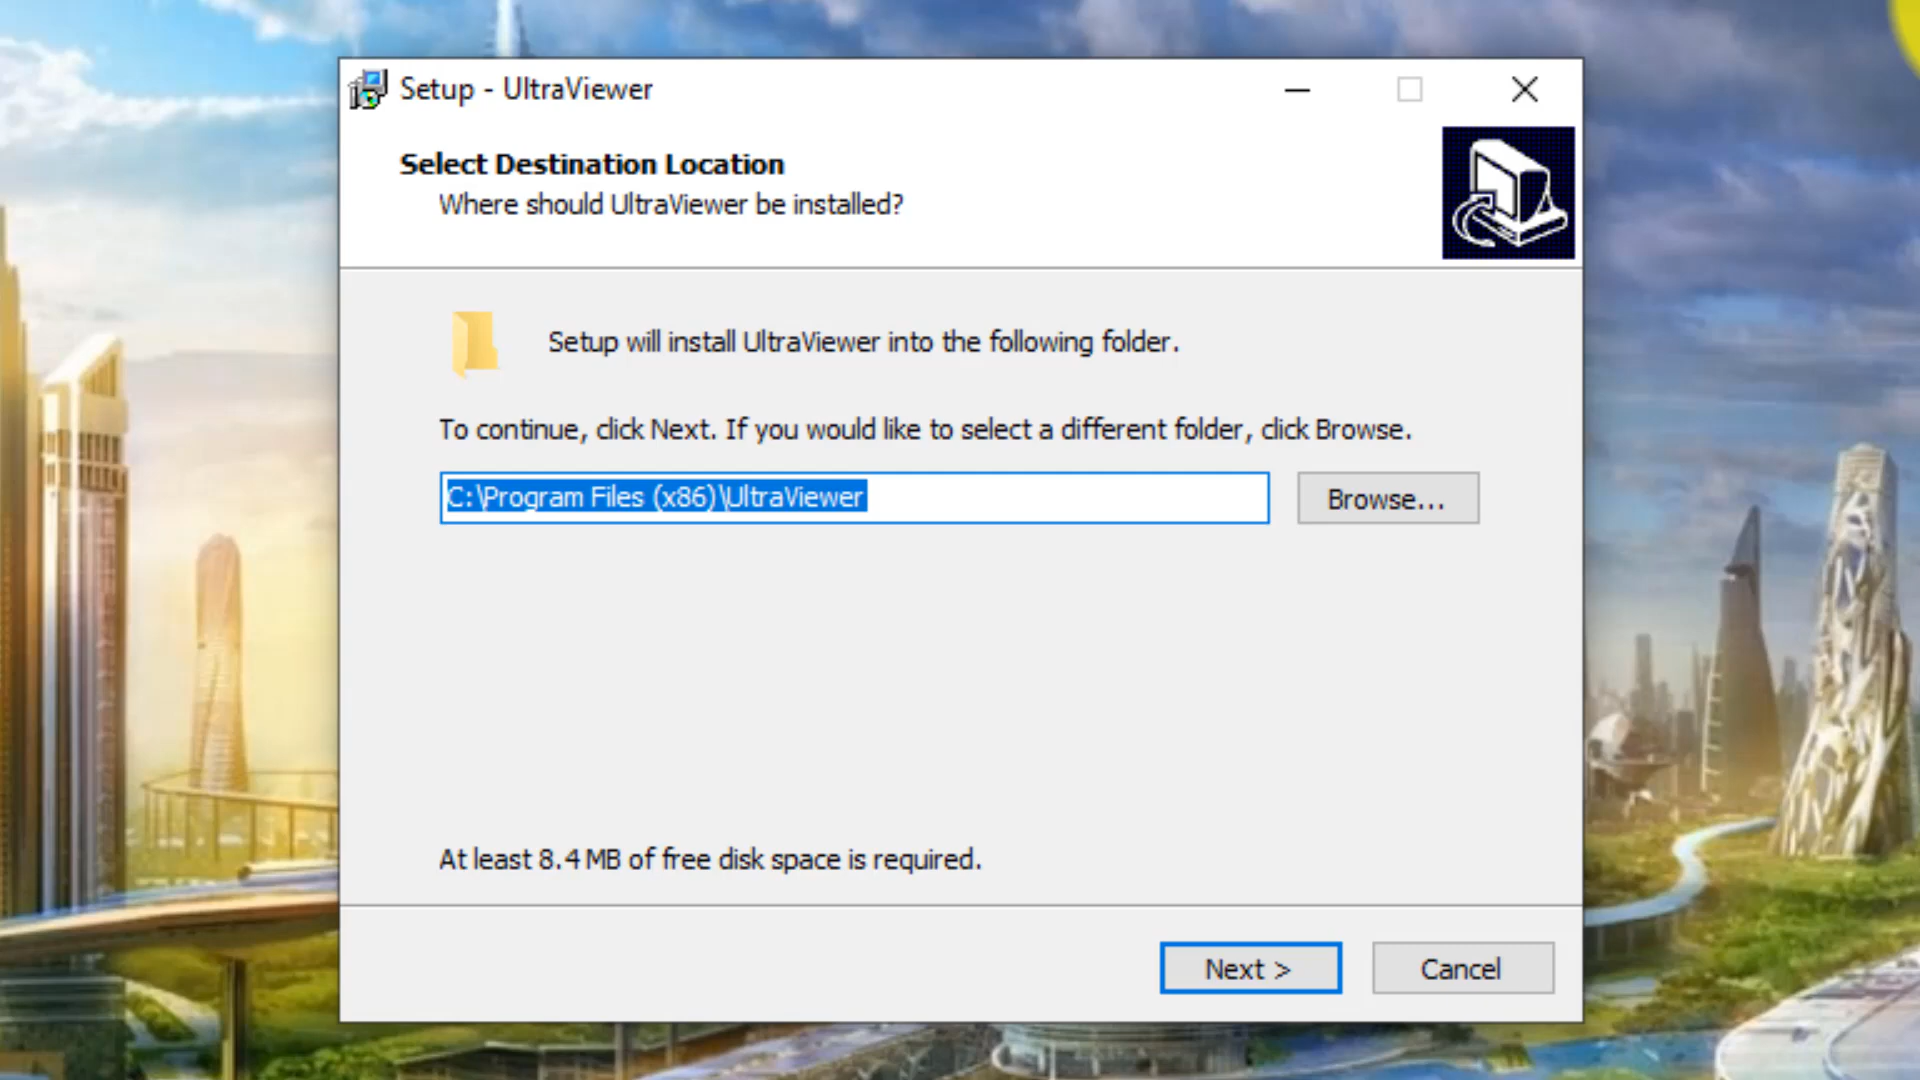 Setup - UltraViewer
Select Destination Location
Where should UltraViewer be installed?
Setup will install UltraViewer into the following folder.
To continue, click Next. If you would like to select a different folder, click Browse.
C:\Program Files (x86)\UltraViewer
Browse...
At least 8.4 MB of free disk space is required.
Next >
Cancel